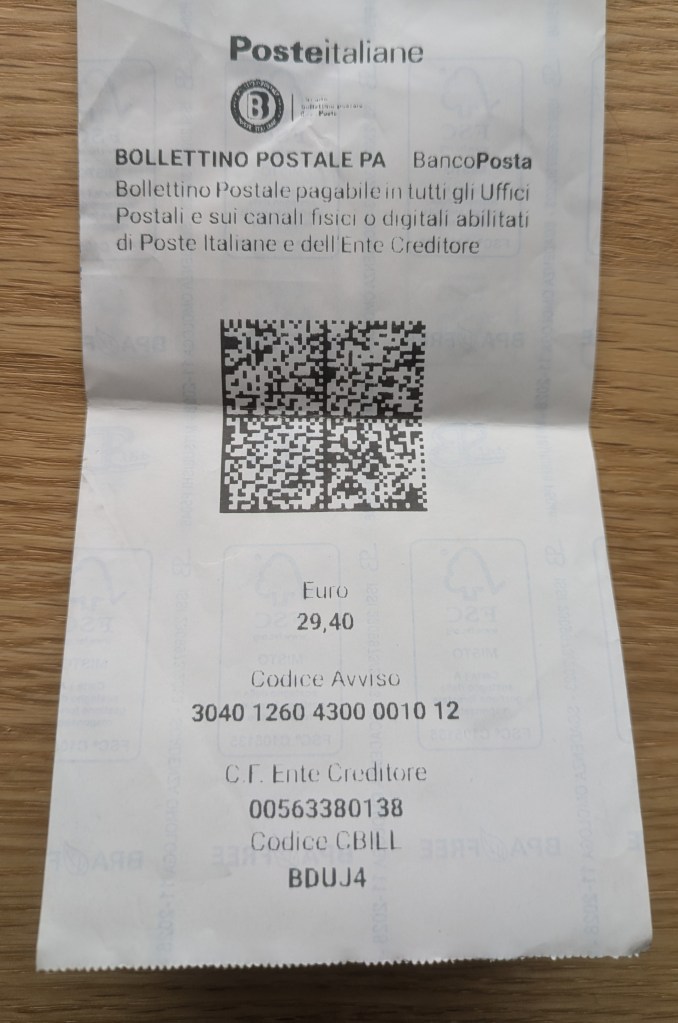 Posteitaliane
B
BOLLETTINO POSTALE PA BancoPosta
Bollettino Postale pagabile in tutti gli Uffici
Postali e sui canali fisici o digitali abilitati
di Poste Italiane e dell'Ente Creditore
Euro
29,40
Codice Avviso
3040 1260 4300 0010 12
C.F. Ente Creditore
00563380138
Codice CBILL
BDUJ4